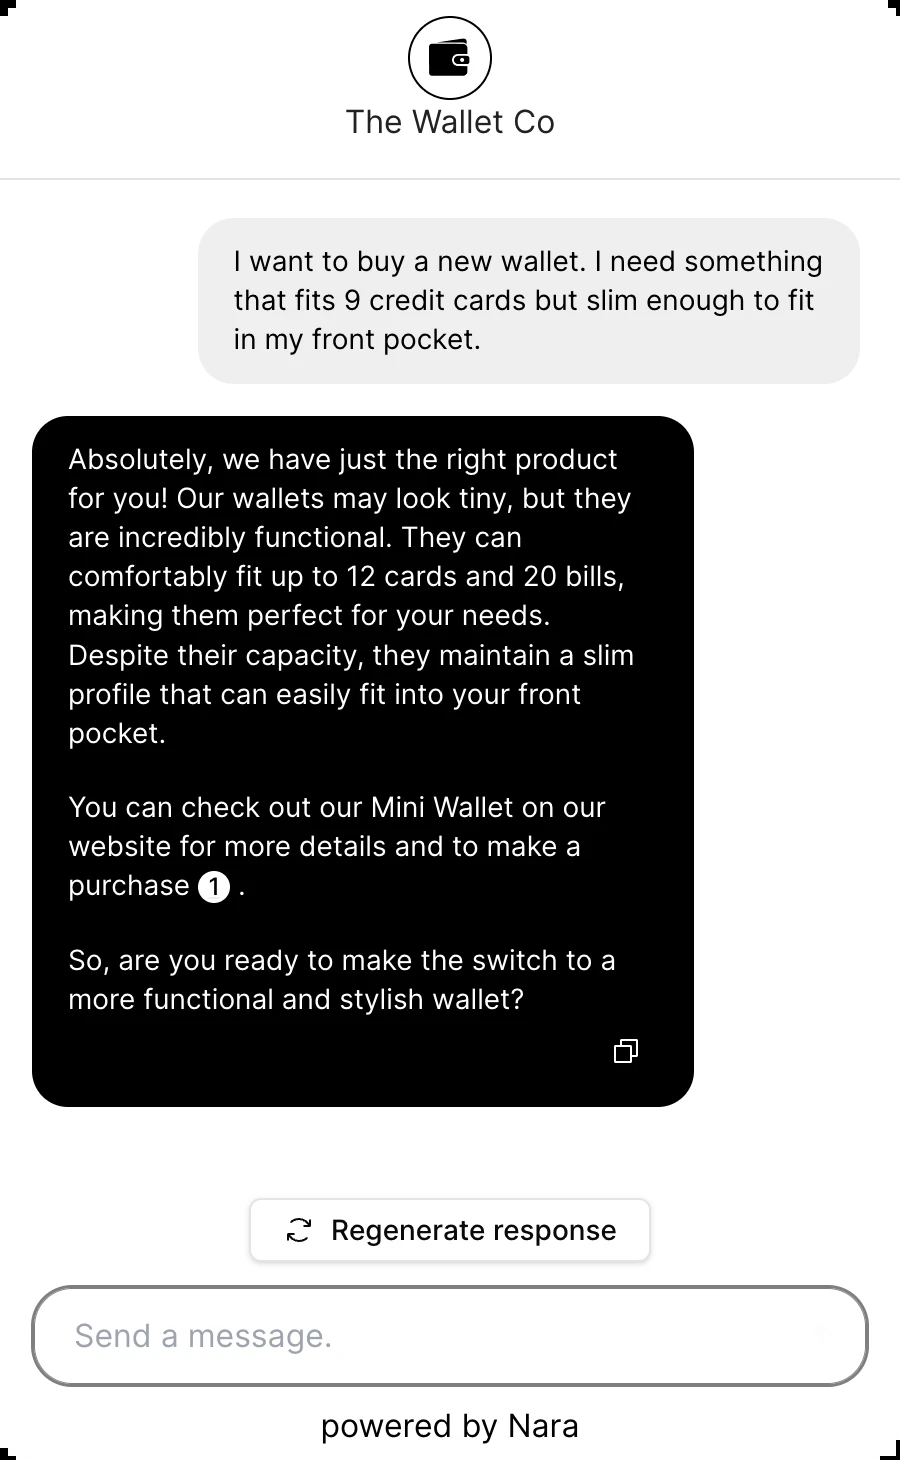 The Wallet Co
I want to buy a new wallet. I need something
that fits 9 credit cards but slim enough to fit
in my front pocket.
Absolutely, we have just the right product
for you! Our wallets may look tiny, but they
are incredibly functional. They can
comfortably fit up to 12 cards and 20 bills,
making them perfect for your needs.
Despite their capacity, they maintain a slim
profile that can easily fit into your front
pocket.
You can check out our Mini Wallet on our
website for more details and to make a
purchase 1 .
So, are you ready to make the switch to a
more functional and stylish wallet?
Regenerate response
Send a message.
powered by Nara